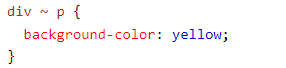 div ~ p {
  background-color: yellow;
}